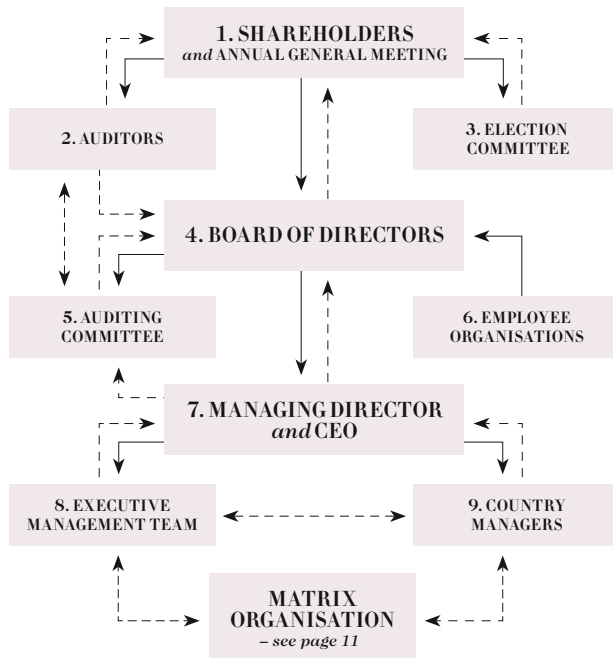 1. SHAREHOLDERS
and ANNUAL GENERAL MEETING
2. AUDITORS
3. ELECTION
COMMITTEE
4. BOARD OF DIRECTORS
5. AUDITING
COMMITTEE
6. EMPLOYEE
ORGANISATIONS
7. MANAGING DIRECTOR
and CEO
8. EXECUTIVE
MANAGEMENT TEAM
9. COUNTRY
MANAGERS
MATRIX
ORGANISATION
– see page 11